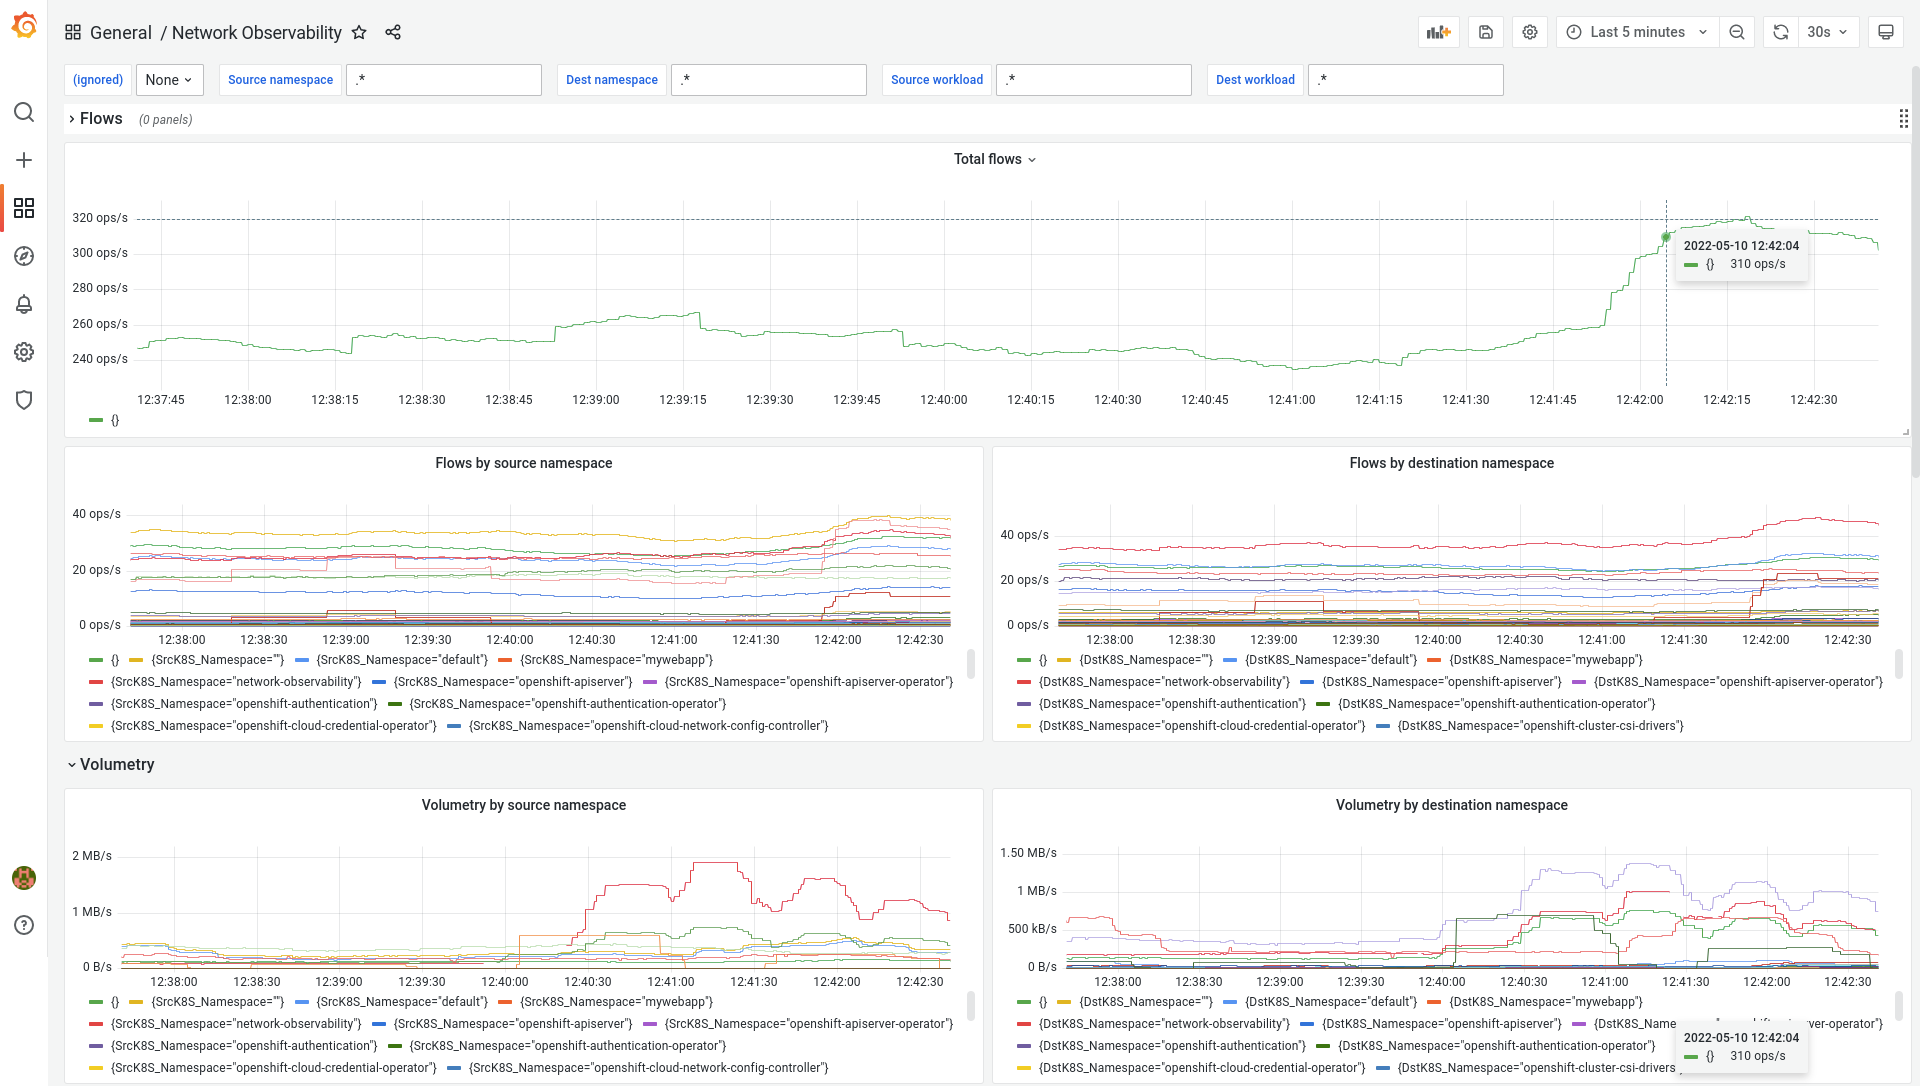 General / Network Observability
Last 5 minutes 30s
(ignored) None Source namespace .* Dest namespace .* Source workload .* Dest workload .*
Flows (0 panels)
Total flows
320 ops/s
300 ops/s
280 ops/s
260 ops/s
240 ops/s
2022-05-10 12:42:04
{} 310 ops/s
12:37:45 12:38:00 12:38:15 12:38:30 12:38:45 12:39:00 12:39:15 12:39:30 12:39:45 12:40:00 12:40:15 12:40:30 12:40:45 12:41:00 12:41:15 12:41:30 12:41:45 12:42:00 12:42:15 12:42:30
{}
Flows by source namespace
40 ops/s
20 ops/s
0 ops/s
12:38:00 12:38:30 12:39:00 12:39:30 12:40:00 12:40:30 12:41:00 12:41:30 12:42:00 12:42:30
{} {SrcK8S_Namespace=""} {SrcK8S_Namespace="default"} {SrcK8S_Namespace="mywebapp"}
{SrcK8S_Namespace="network-observability"} {SrcK8S_Namespace="openshift-apiserver"} {SrcK8S_Namespace="openshift-apiserver-operator"}
{SrcK8S_Namespace="openshift-authentication"} {SrcK8S_Namespace="openshift-authentication-operator"}
{SrcK8S_Namespace="openshift-cloud-credential-operator"} {SrcK8S_Namespace="openshift-cloud-network-config-controller"}
Flows by destination namespace
40 ops/s
20 ops/s
0 ops/s
12:38:00 12:38:30 12:39:00 12:39:30 12:40:00 12:40:30 12:41:00 12:41:30 12:42:00 12:42:30
{} {DstK8S_Namespace=""} {DstK8S_Namespace="default"} {DstK8S_Namespace="mywebapp"}
{DstK8S_Namespace="network-observability"} {DstK8S_Namespace="openshift-apiserver"} {DstK8S_Namespace="openshift-apiserver-operator"}
{DstK8S_Namespace="openshift-authentication"} {DstK8S_Namespace="openshift-authentication-operator"}
{DstK8S_Namespace="openshift-cloud-credential-operator"} {DstK8S_Namespace="openshift-cluster-csi-drivers"}
Volumetry
Volumetry by source namespace
2 MB/s
1 MB/s
0 B/s
12:38:00 12:38:30 12:39:00 12:39:30 12:40:00 12:40:30 12:41:00 12:41:30 12:42:00 12:42:30
{} {SrcK8S_Namespace=""} {SrcK8S_Namespace="default"} {SrcK8S_Namespace="mywebapp"}
{SrcK8S_Namespace="network-observability"} {SrcK8S_Namespace="openshift-apiserver"} {SrcK8S_Namespace="openshift-apiserver-operator"}
{SrcK8S_Namespace="openshift-authentication"} {SrcK8S_Namespace="openshift-authentication-operator"}
{SrcK8S_Namespace="openshift-cloud-credential-operator"} {SrcK8S_Namespace="openshift-cloud-network-config-controller"}
Volumetry by destination namespace
1.50 MB/s
1 MB/s
500 kB/s
0 B/s
12:38:00 12:38:30 12:39:00 12:39:30 12:40:00 12:40:30 12:41:00 12:41:30 12:42:00 12:42:30
{} {DstK8S_Namespace=""} {DstK8S_Namespace="default"} {DstK8S_Namespace="mywebapp"}
{DstK8S_Namespace="network-observability"} {DstK8S_Namespace="openshift-apiserver"} {DstK8S_Namespace="openshift-apiserver-operator"}
{DstK8S_Namespace="openshift-authentication"} {DstK8S_Namespace="openshift-authentication-operator"}
{DstK8S_Namespace="openshift-cloud-credential-operator"} {DstK8S_Namespace="openshift-cluster-csi-drivers
2022-05-10 12:42:04
{} 310 ops/s